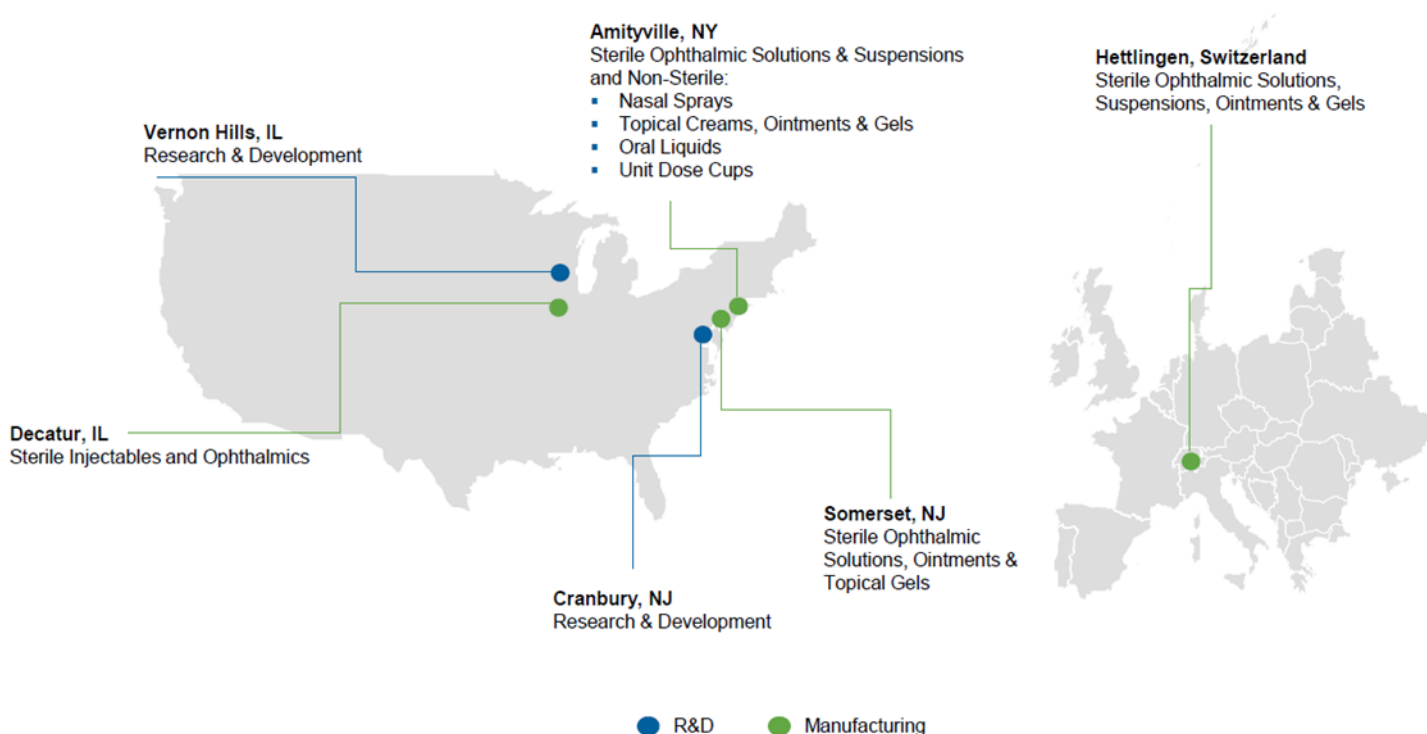 Amityville, NY
Sterile Ophthalmic Solutions & Suspensions
and Non-Sterile:
▪ Nasal Sprays
▪ Topical Creams, Ointments & Gels
▪ Oral Liquids
▪ Unit Dose Cups
Hettlingen, Switzerland
Sterile Ophthalmic Solutions,
Suspensions, Ointments & Gels
Vernon Hills, IL
Research & Development
Decatur, IL
Sterile Injectables and Ophthalmics
Somerset, NJ
Sterile Ophthalmic
Solutions, Ointments &
Topical Gels
Cranbury, NJ
Research & Development
R&D
Manufacturing